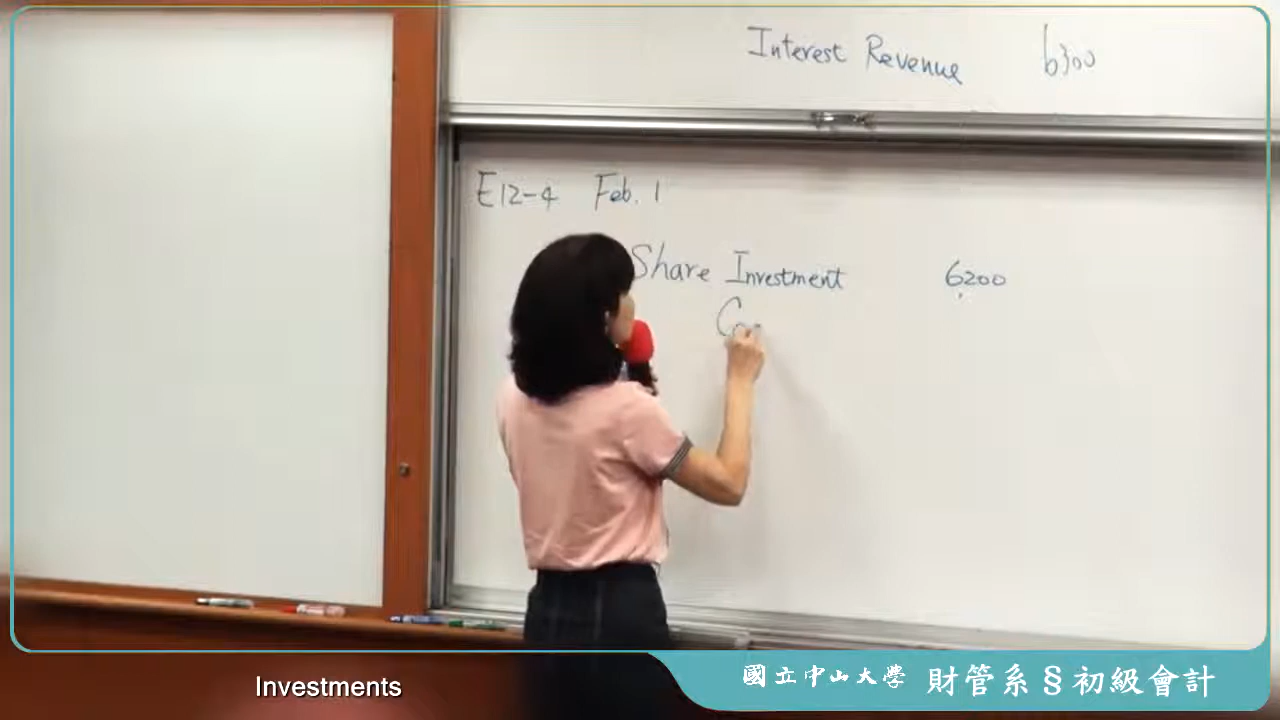 Interest Revenue 6300
E12-4 Feb. 1
Share Investment 6200
Investments
國立中山大學 財管系§初級會計